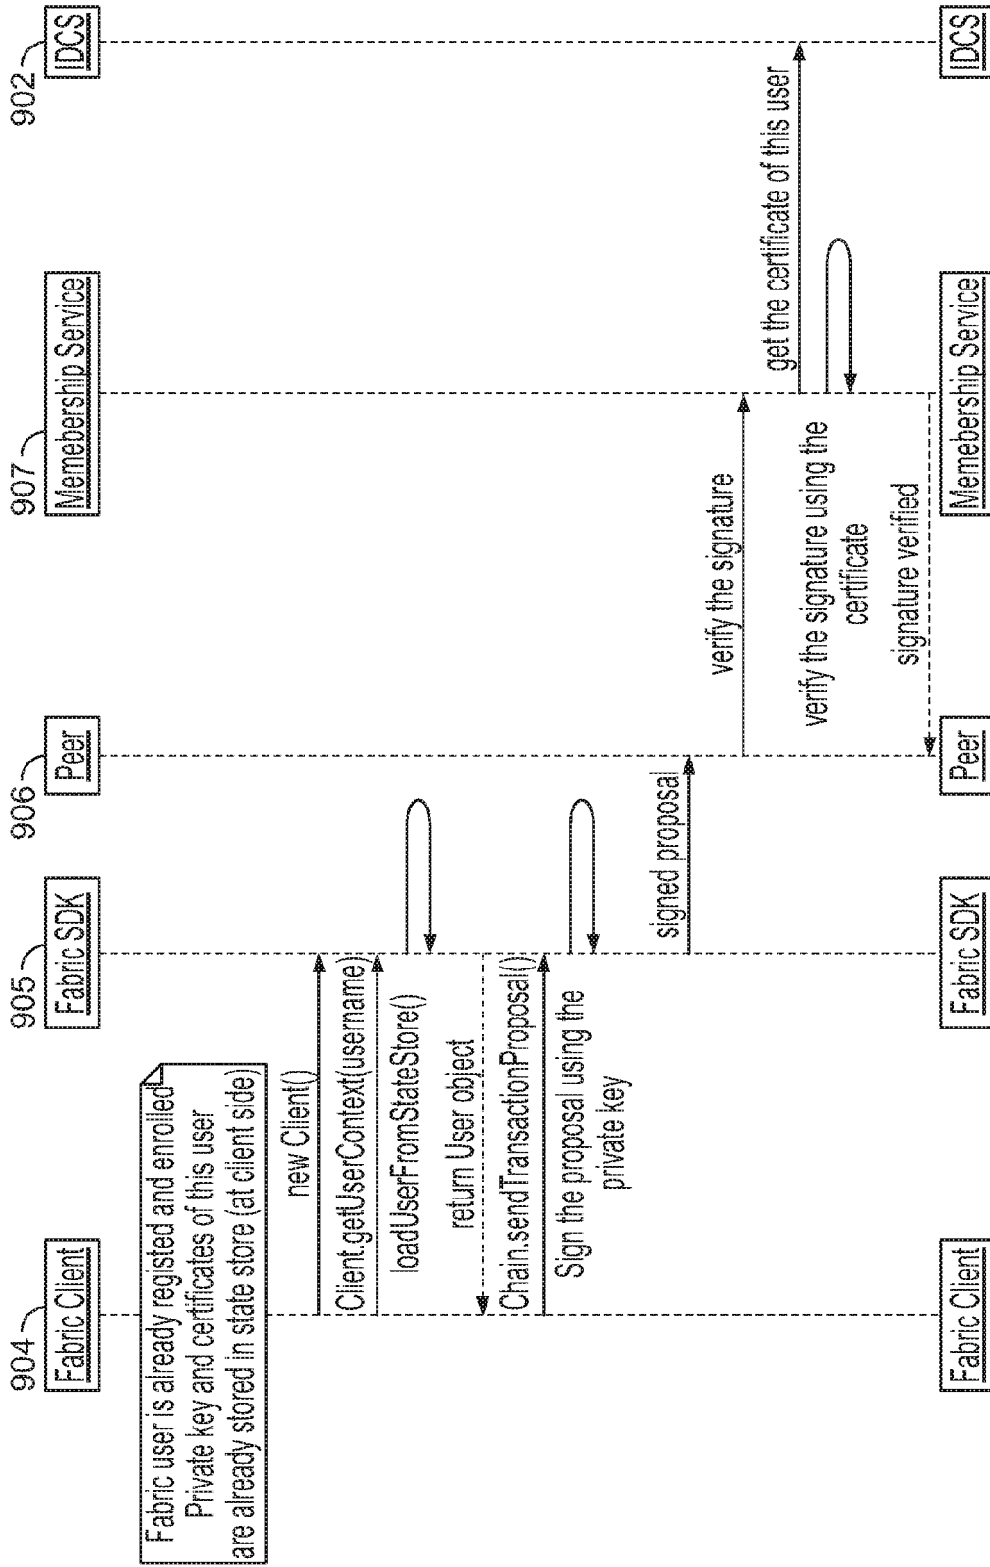 904
905
906
907
902
Fabric Client
Fabric SDK
Peer
Memebership Service
IDCS
Fabric user is already registed and enrolled
Private key and certificates of this user
are already stored in state store (at client side)
new Client()
Client.getUserContext(username)
loadUserFromStateStore()
return User object
Chain.sendTransactionProposal()
Sign the proposal using the
private key
signed proposal
verify the signature
get the certificate of this user
verify the signature using the
certificate
signature verified
Fabric Client
Fabric SDK
Peer
Memebership Service
IDCS